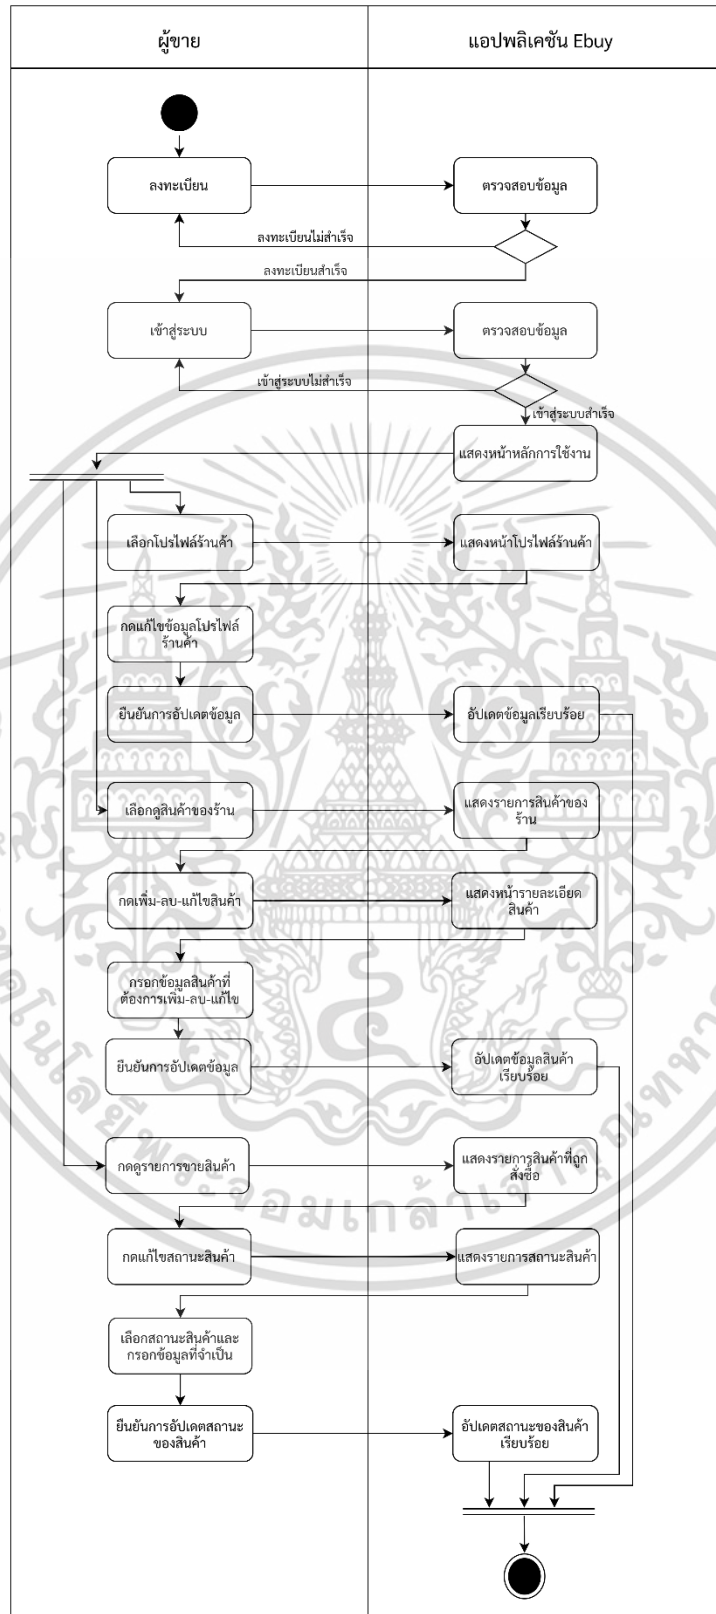 ผู้ขาย
แอปพลิเคชัน Ebuy
ลงทะเบียน
ตรวจสอบข้อมูล
ลงทะเบียนไม่สำเร็จ
ลงทะเบียนสำเร็จ
เข้าสู่ระบบ
ตรวจสอบข้อมูล
เข้าสู่ระบบไม่สำเร็จ
เข้าสู่ระบบสำเร็จ
แสดงหน้าหลักการใช้งาน
เลือกโปรไฟล์ร้านค้า
แสดงหน้าโปรไฟล์ร้านค้า
กดแก้ไขข้อมูลโปรไฟล์
ร้านค้า
ยืนยันการอัปเดตข้อมูล
อัปเดตข้อมูลเรียบร้อย
เลือกดูสินค้าของร้าน
แสดงรายการสินค้าของ
ร้าน
กดเพิ่ม-ลบ-แก้ไขสินค้า
แสดงหน้ารายละเอียด
สินค้า
กรอกข้อมูลสินค้าที่
ต้องการเพิ่ม-ลบ-แก้ไข
ยืนยันการอัปเดตข้อมูล
อัปเดตข้อมูลสินค้า
เรียบร้อย
กดดูรายการขายสินค้า
แสดงรายการสินค้าที่ถูก
สั่งซื้อ
กดแก้ไขสถานะสินค้า
แสดงรายการสถานะสินค้า
เลือกสถานะสินค้าและ
กรอกข้อมูลที่จำเป็น
ยืนยันการอัปเดตสถานะ
ของสินค้า
อัปเดตสถานะของสินค้า
เรียบร้อย